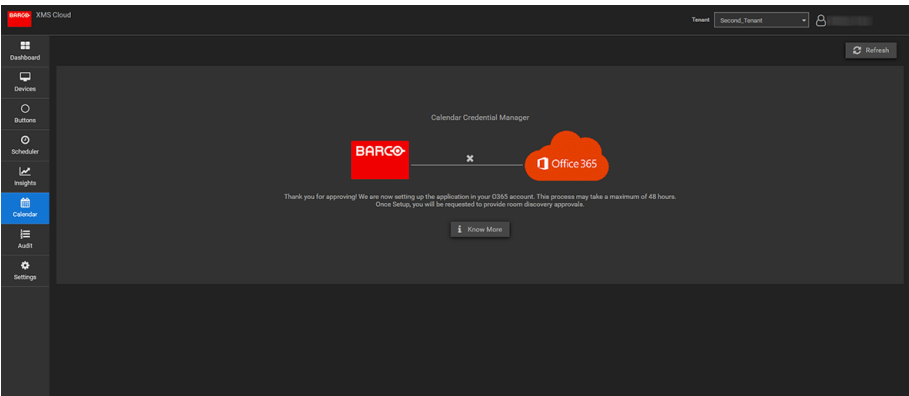 BARCO XMS Cloud
Tenant Second_Tenant
Refresh
Dashboard
Devices
Buttons
Scheduler
Insights
Calendar
Audit
Settings
Calendar Credential Manager
BARCO
Office 365
Thank you for approving! We are now setting up the application in your O365 account. This process may take a maximum of 48 hours.
Once Setup, you will be requested to provide room discovery approvals.
i Know More